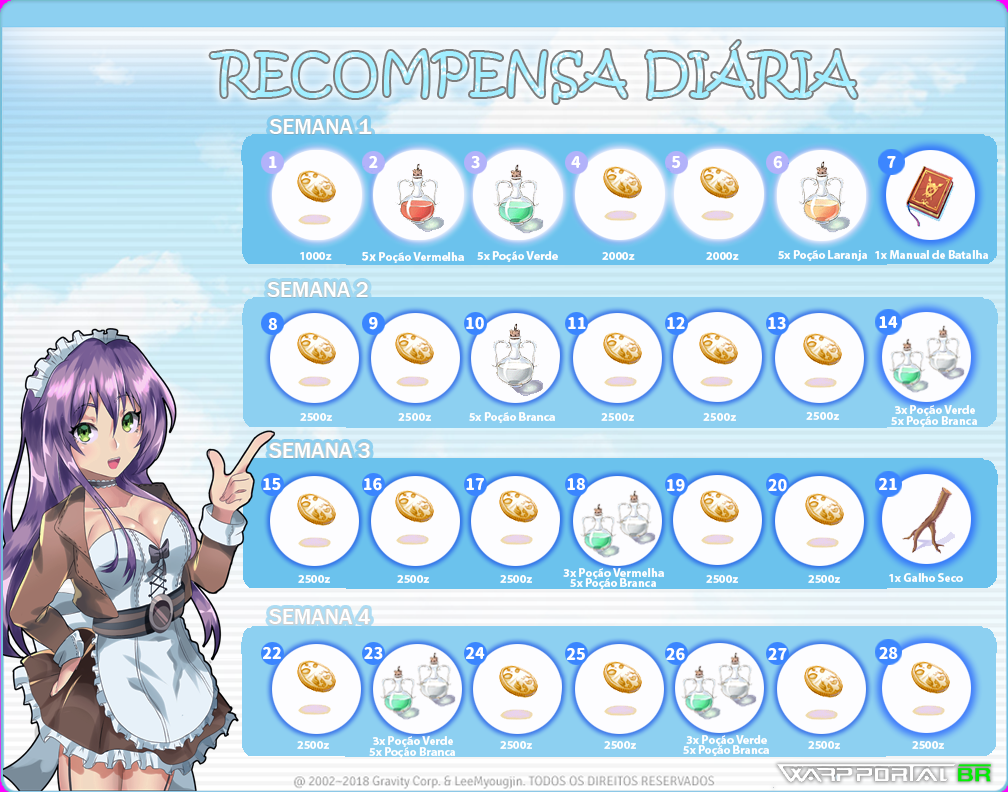 RECOMPENSA DIÁRIA
SEMANA 1
1 2 3 4 5 6 7
1000z 5x Poção Vermelha 5x Poção Verde 2000z 2000z 5x Poção Laranja 1x Manual de Batalha
SEMANA 2
8 9 10 11 12 13 14
2500z 2500z 5x Poção Branca 2500z 2500z 2500z 3x Poção Verde
5x Poção Branca
SEMANA 3
15 16 17 18 19 20 21
2500z 2500z 2500z 3x Poção Vermelha 2500z 2500z 1x Galho Seco
5x Poção Branca
SEMANA 4
22 23 24 25 26 27 28
2500z 3x Poção Verde 2500z 2500z 3x Poção Verde 2500z 2500z
5x Poção Branca 5x Poção Branca
WARPPORTAL BR
@ 2002-2018 Gravity Corp. & LeeMyougjin. TODOS OS DIREITOS RESERVADOS